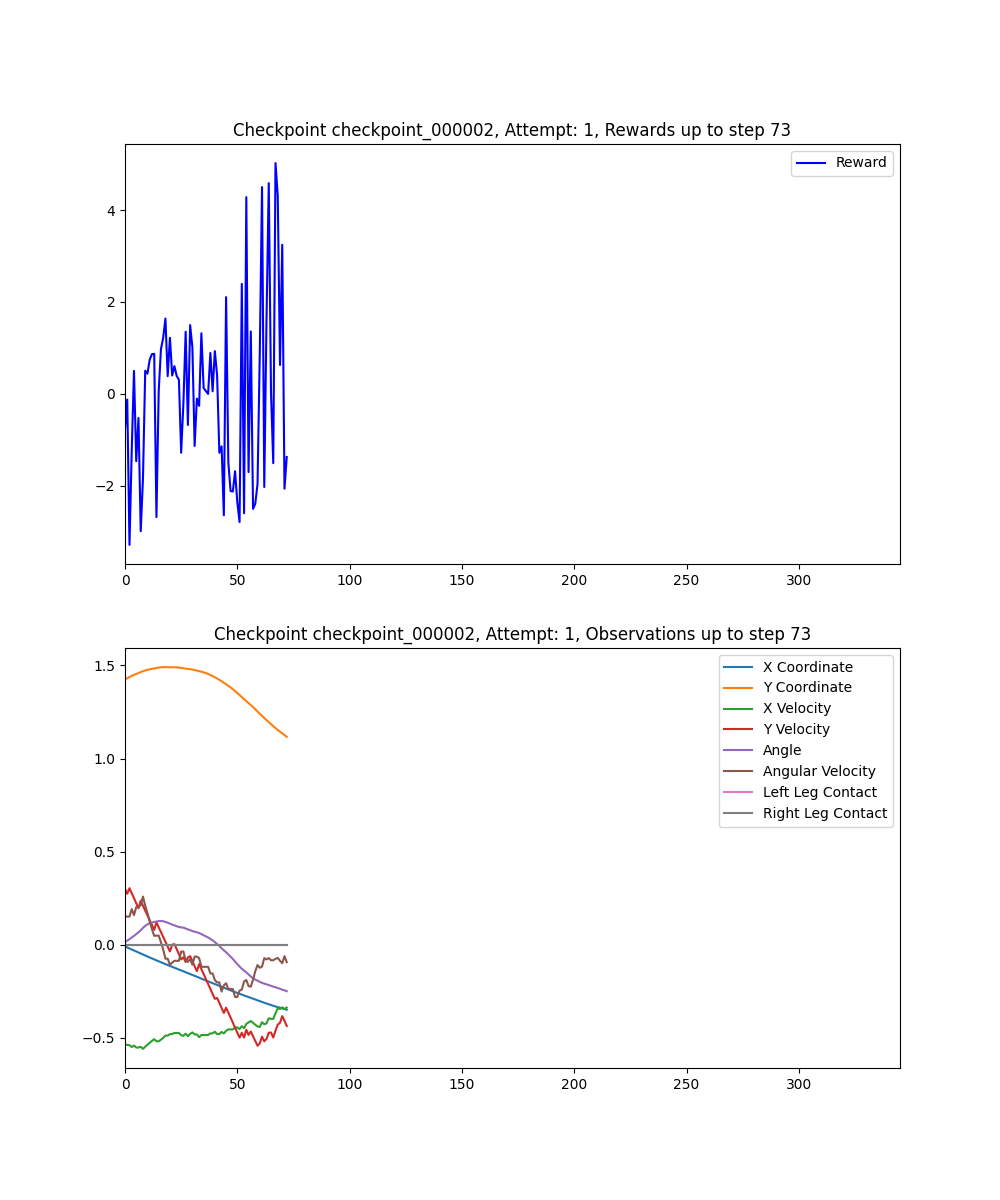 Checkpoint checkpoint_000002, Attempt: 1, Rewards up to step 73
Reward
4
2
0
−2
0 50 100 150 200 250 300
Checkpoint checkpoint_000002, Attempt: 1, Observations up to step 73
X Coordinate
Y Coordinate
X Velocity
Y Velocity
Angle
Angular Velocity
Left Leg Contact
Right Leg Contact
1.5
1.0
0.5
0.0
−0.5
0 50 100 150 200 250 300